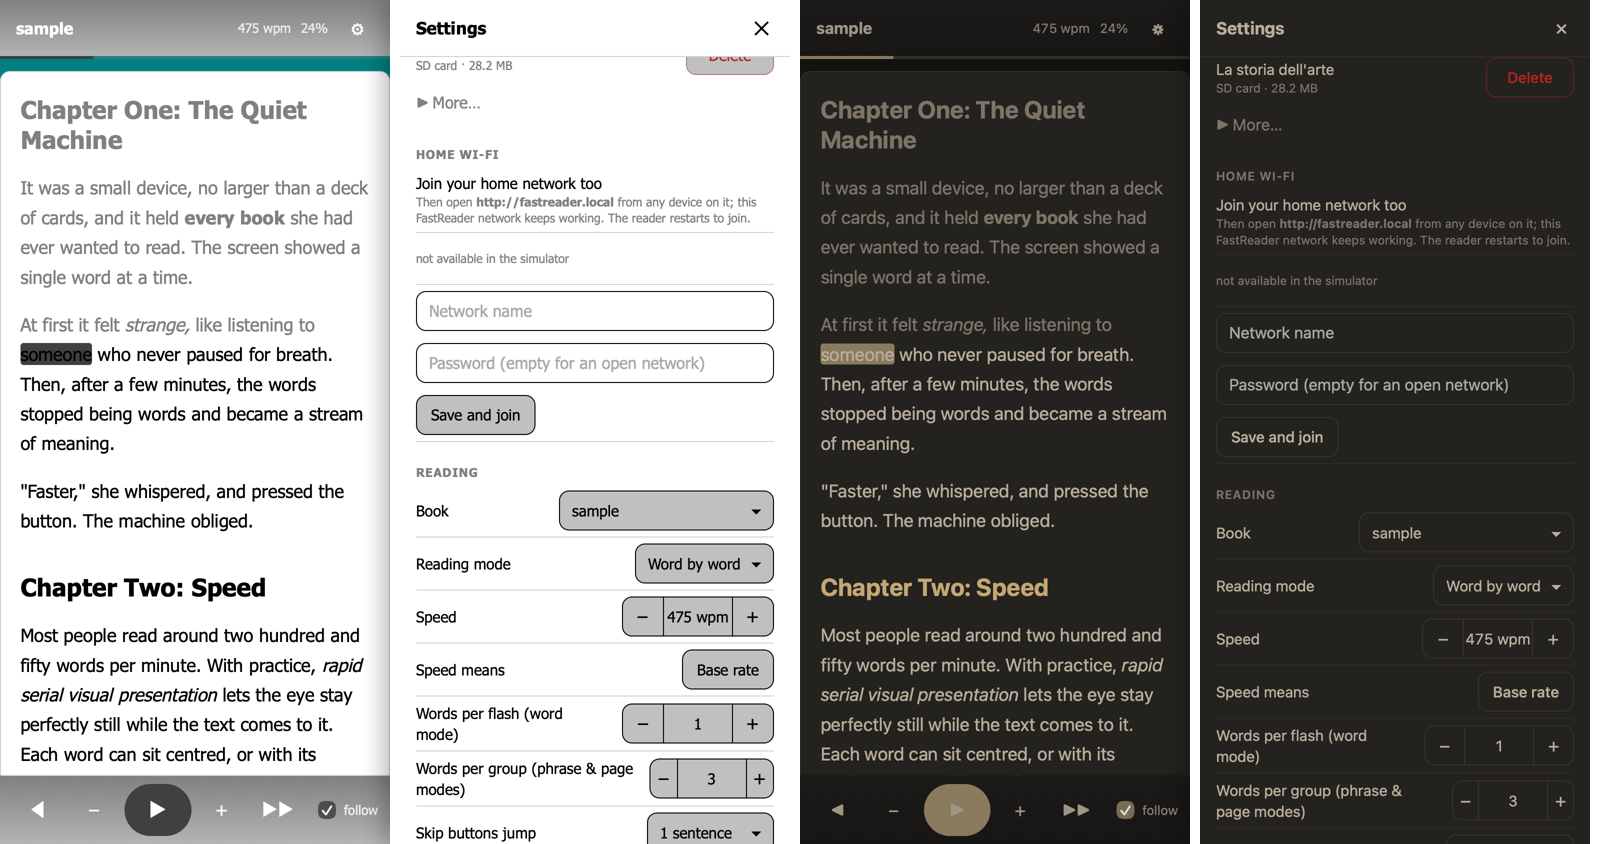 sample
475 wpm 24%
Chapter One: The Quiet
Machine
It was a small device, no larger than a deck
of cards, and it held every book she had
ever wanted to read. The screen showed a
single word at a time.
At first it felt strange, like listening to
someone who never paused for breath.
Then, after a few minutes, the words
stopped being words and became a stream
of meaning.
"Faster," she whispered, and pressed the
button. The machine obliged.
Chapter Two: Speed
Most people read around two hundred and
fifty words per minute. With practice, rapid
serial visual presentation lets the eye stay
perfectly still while the text comes to it.
Each word can sit centred, or with its
follow
Settings
SD card · 28.2 MB
Delete
More...
HOME WI-FI
Join your home network too
Then open http://fastreader.local from any device on it; this
FastReader network keeps working. The reader restarts to join.
not available in the simulator
Network name
Password (empty for an open network)
Save and join
READING
Book
sample
Reading mode
Word by word
Speed
− 475 wpm +
Speed means
Base rate
Words per flash (word
mode)
− 1 +
Words per group (phrase & page
modes)
− 3 +
Skip buttons jump
1 sentence
sample
475 wpm 24%
Chapter One: The Quiet
Machine
It was a small device, no larger than a deck
of cards, and it held every book she had
ever wanted to read. The screen showed a
single word at a time.
At first it felt strange, like listening to
someone who never paused for breath.
Then, after a few minutes, the words
stopped being words and became a stream
of meaning.
"Faster," she whispered, and pressed the
button. The machine obliged.
Chapter Two: Speed
Most people read around two hundred and
fifty words per minute. With practice, rapid
serial visual presentation lets the eye stay
perfectly still while the text comes to it.
Each word can sit centred, or with its
follow
Settings
La storia dell'arte
SD card · 28.2 MB
Delete
More...
HOME WI-FI
Join your home network too
Then open http://fastreader.local from any device on it; this
FastReader network keeps working. The reader restarts to join.
not available in the simulator
Network name
Password (empty for an open network)
Save and join
READING
Book
sample
Reading mode
Word by word
Speed
− 475 wpm +
Speed means
Base rate
Words per flash (word
mode)
− 1 +
Words per group (phrase & page
modes)
− 3 +